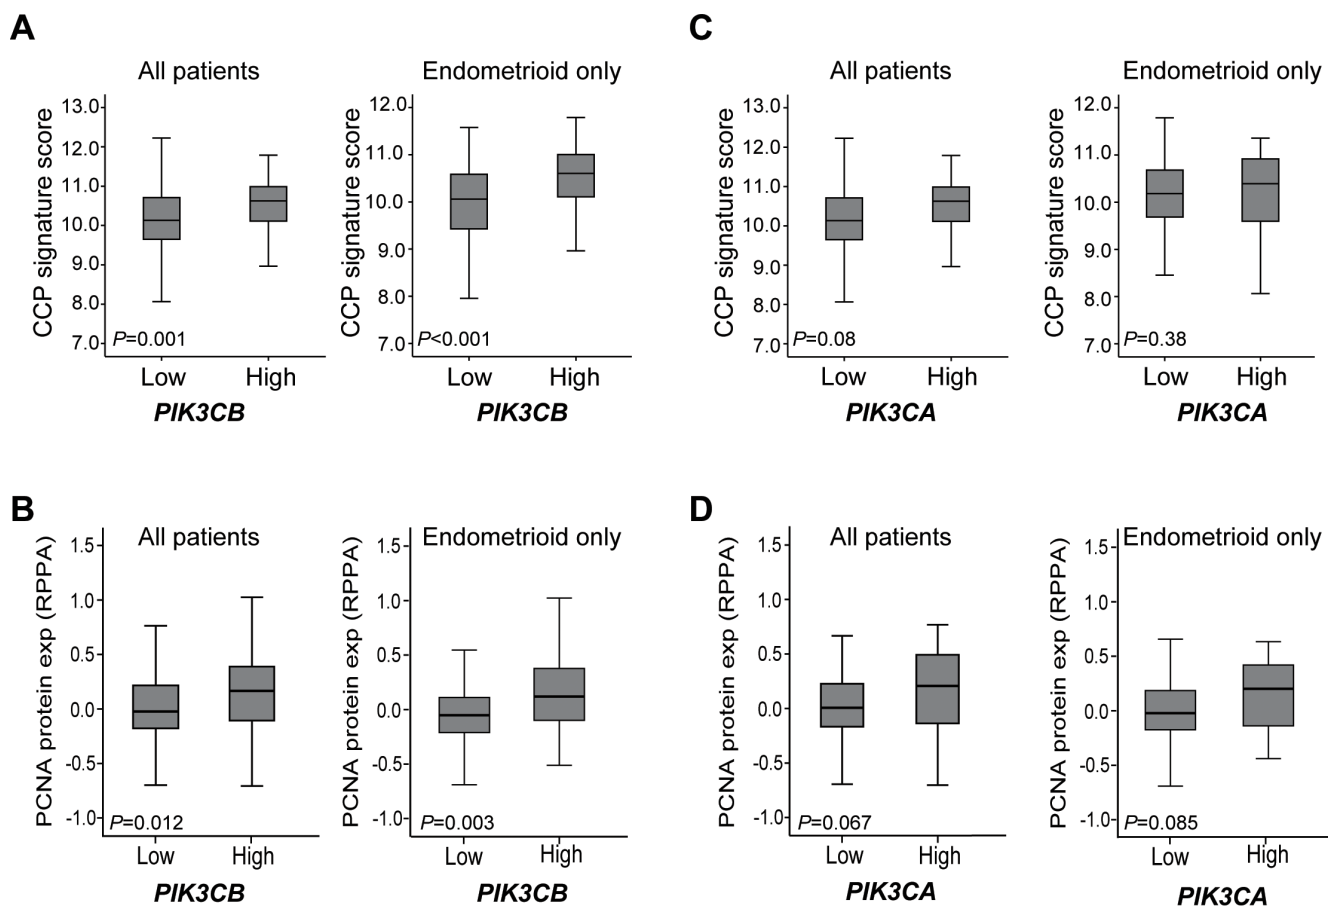 A
All patients
CCP signature score
13.0
12.0
11.0
10.0
9.0
8.0
7.0
P=0.001
Low High
PIK3CB
Endometrioid only
CCP signature score
12.0
11.0
10.0
9.0
8.0
7.0
P<0.001
Low High
PIK3CB
C
All patients
CCP signature score
13.0
12.0
11.0
10.0
9.0
8.0
7.0
P=0.08
Low High
PIK3CA
Endometrioid only
CCP signature score
12.0
11.0
10.0
9.0
8.0
7.0
P=0.38
Low High
PIK3CA
B
All patients
PCNA protein exp (RPPA)
1.5
1.0
0.5
0.0
-0.5
-1.0
P=0.012
Low High
PIK3CB
Endometrioid only
PCNA protein exp (RPPA)
1.5
1.0
0.5
0.0
-0.5
-1.0
P=0.003
Low High
PIK3CB
D
All patients
PCNA protein exp (RPPA)
1.5
1.0
0.5
0.0
-0.5
-1.0
P=0.067
Low High
PIK3CA
Endometrioid only
PCNA protein exp (RPPA)
1.5
1.0
0.5
0.0
-0.5
-1.0
P=0.085
Low High
PIK3CA